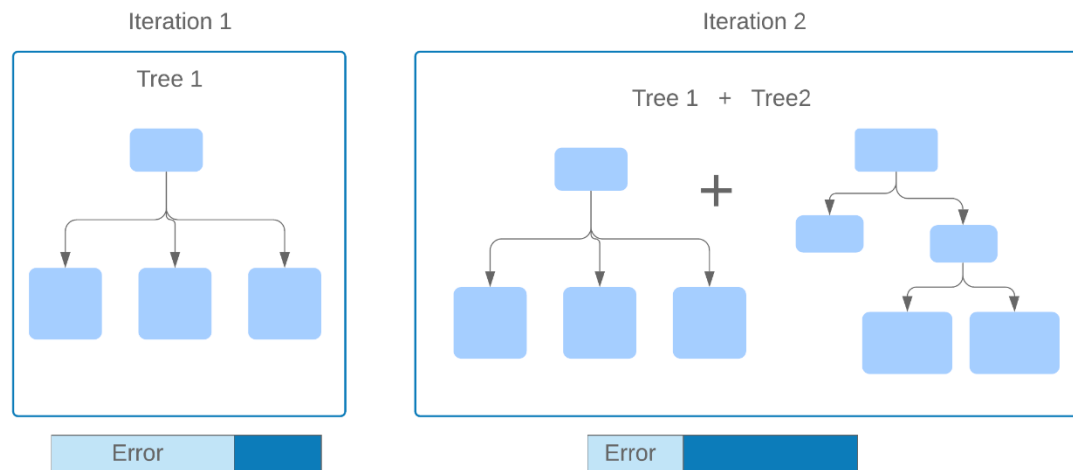 Iteration 1
Tree 1
Error
Iteration 2
Tree 1 + Tree2
+
Error